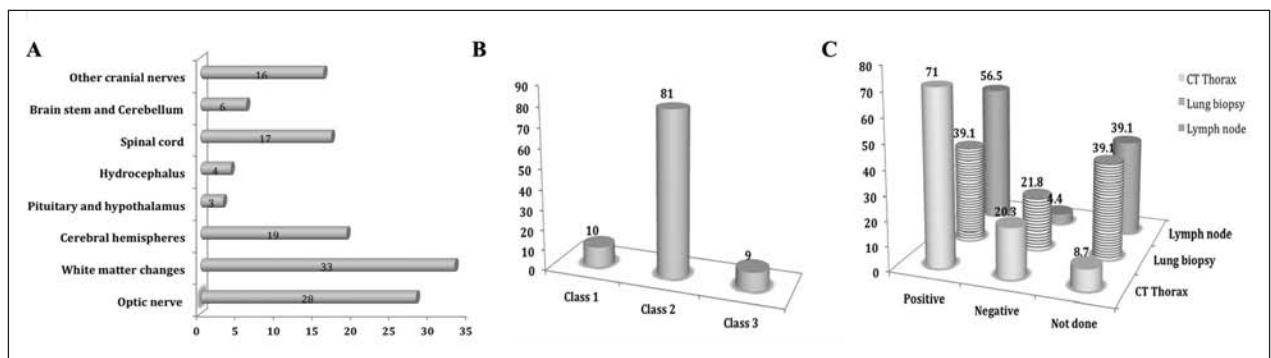 A
Other cranial nerves
16
Brain stem and Cerebellum
6
Spinal cord
17
Hydrocephalus
4
Pituitary and hypothalamus
3
Cerebral hemispheres
19
White matter changes
33
Optic nerve
28
0 5 10 15 20 25 30 35
B
90
80
70
60
50
40
30
20
10
0
10
81
9
Class 1
Class 2
Class 3
C
80
70
60
50
40
30
20
10
0
71
39.1
56.5
20.3
21.8
4.4
8.7
39.1
39.1
CT Thorax
Lung biopsy
Lymph node
Positive
Negative
Not done
Lymph node
Lung biopsy
CT Thorax